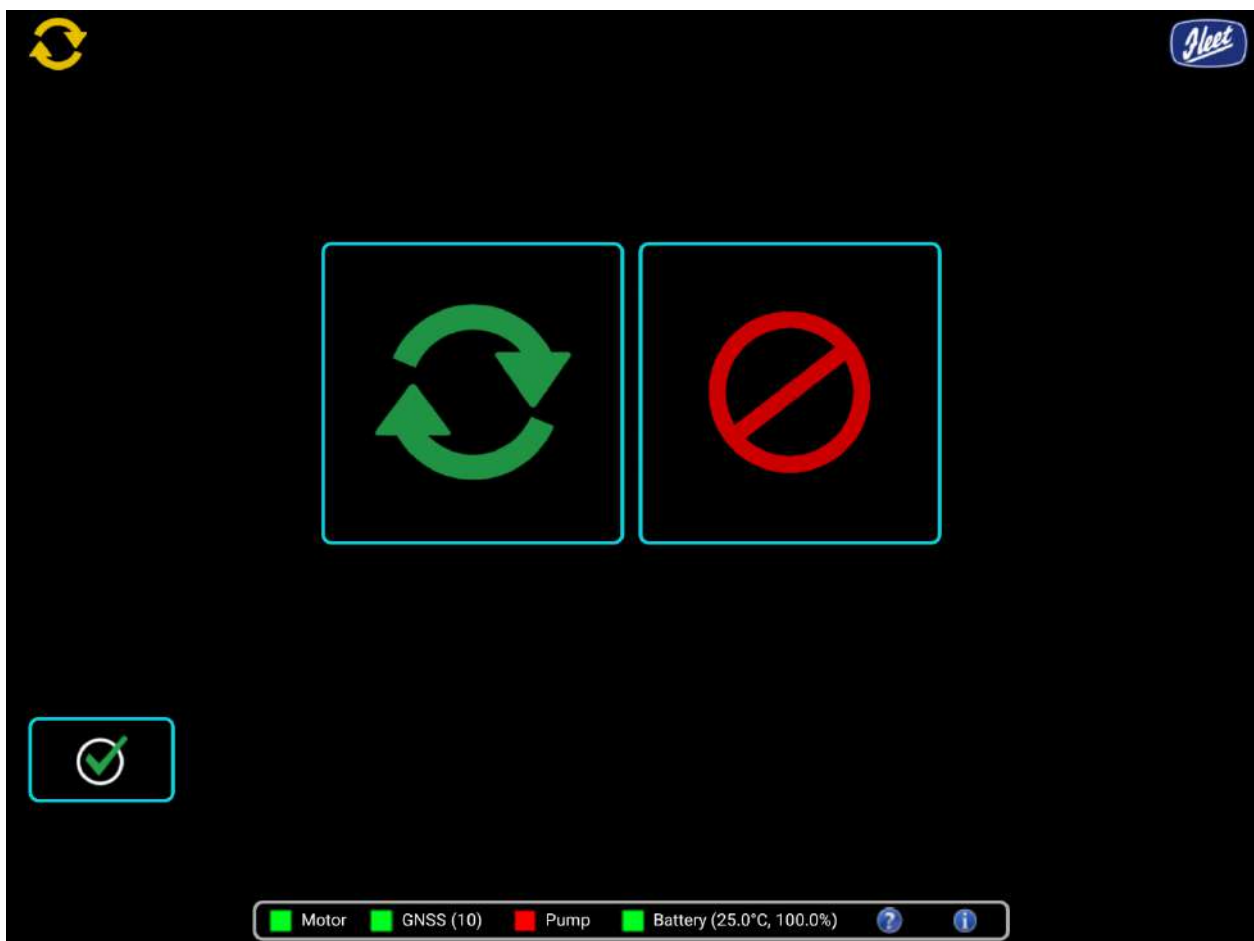 Fleet
Motor GNSS (10) Pump Battery (25.0°C, 100.0%) ? i